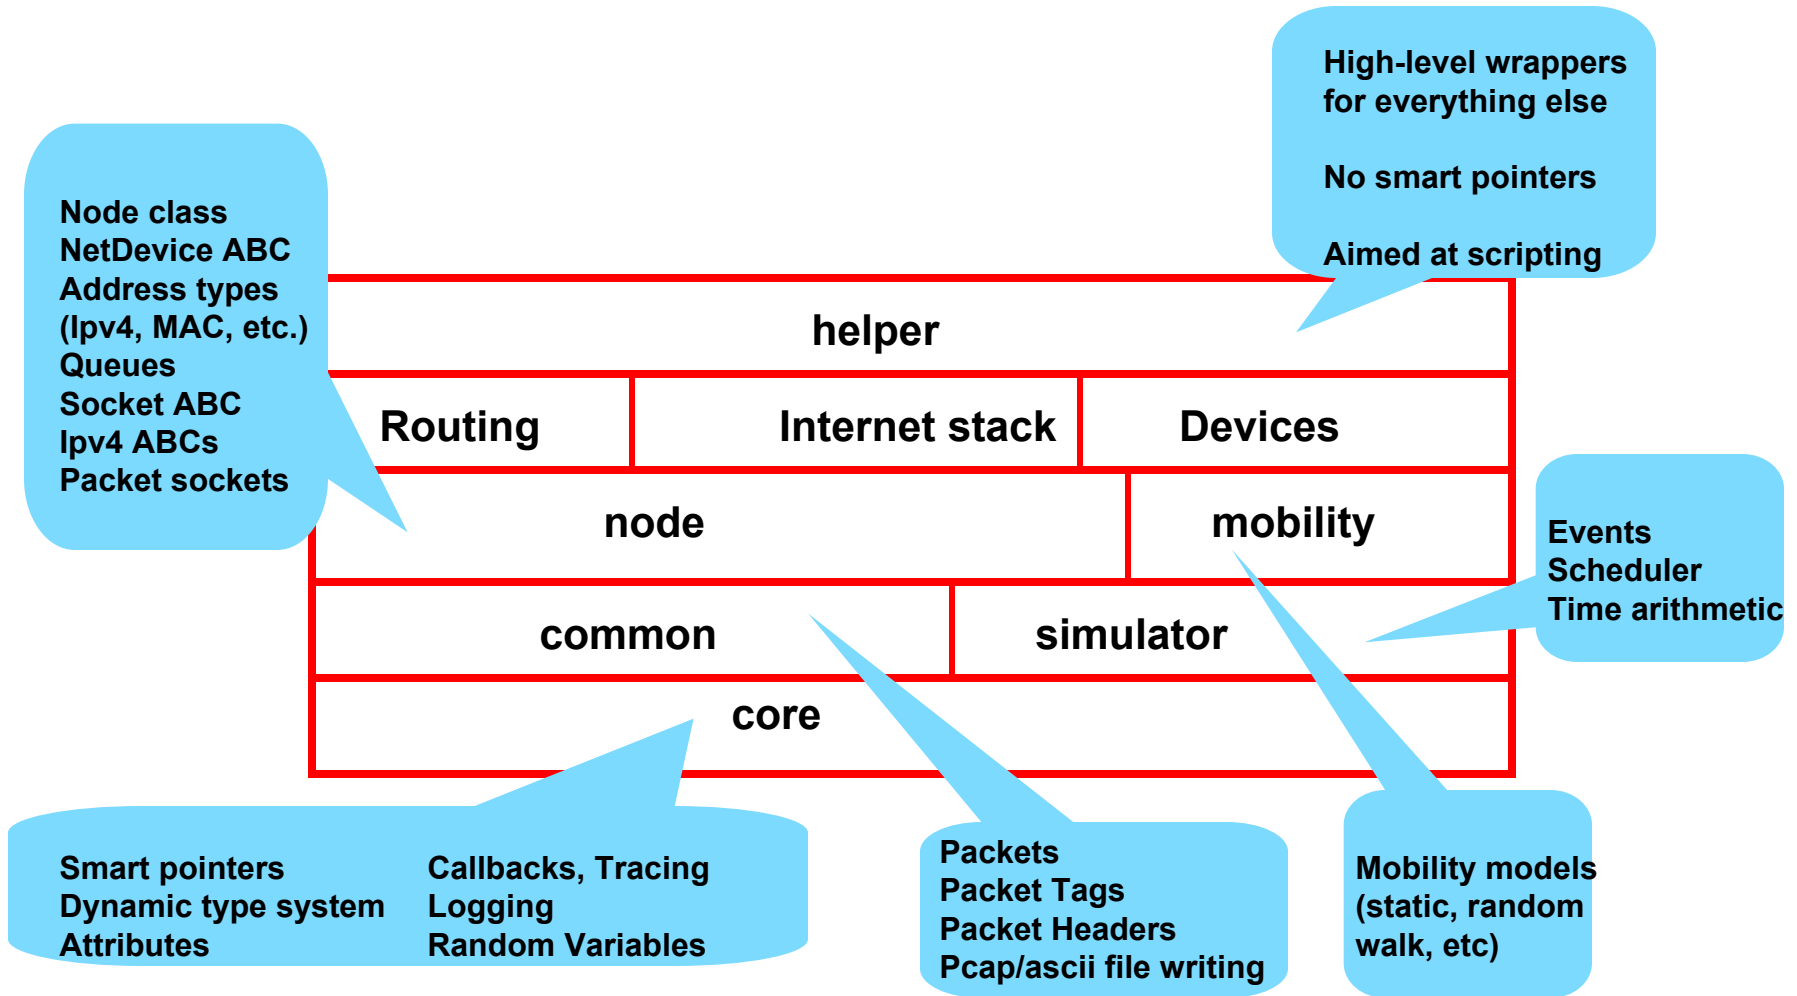 High-level wrappers
for everything else
No smart pointers
Aimed at scripting
Node class
NetDevice ABC
Address types
(Ipv4, MAC, etc.)
Queues
Socket ABC
Ipv4 ABCs
Packet sockets
helper
Routing
Internet stack
Devices
node
mobility
Events
Scheduler
Time arithmetic
common
simulator
core
Smart pointers
Dynamic type system
Attributes
Callbacks, Tracing
Logging
Random Variables
Packets
Packet Tags
Packet Headers
Pcap/ascii file writing
Mobility models
(static, random
walk, etc)